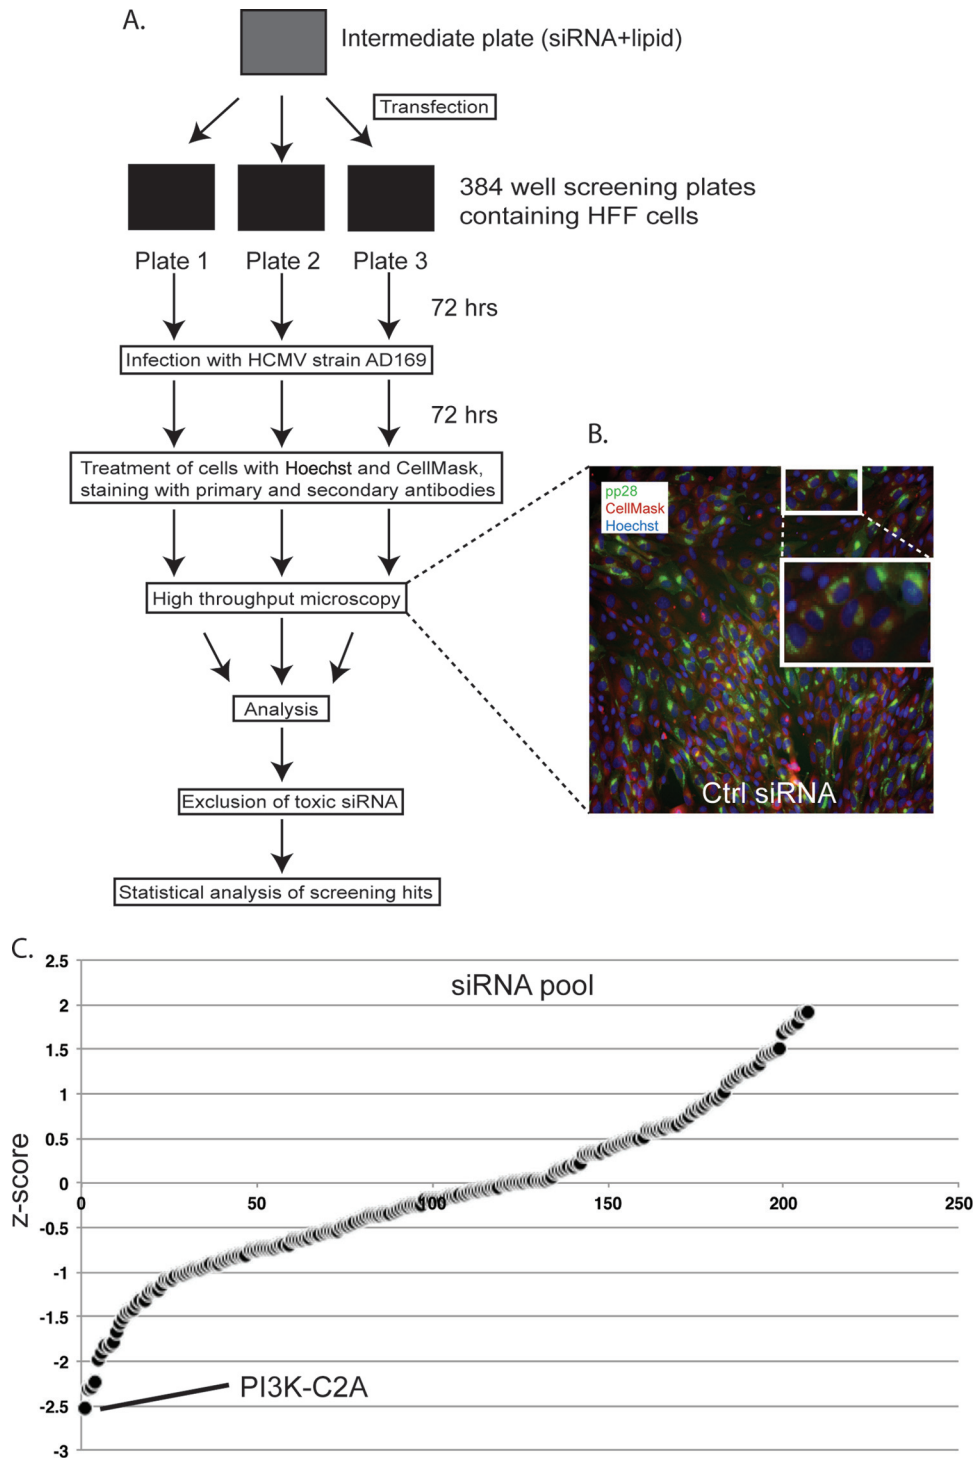 A.
Intermediate plate (siRNA+lipid)
Transfection
384 well screening plates
containing HFF cells
Plate 1 Plate 2 Plate 3
72 hrs
Infection with HCMV strain AD169
72 hrs
Treatment of cells with Hoechst and CellMask,
staining with primary and secondary antibodies
High throughput microscopy
Analysis
Exclusion of toxic siRNA
Statistical analysis of screening hits
B.
pp28
CellMask
Hoechst
Ctrl siRNA
C.
siRNA pool
z-score
2.5
2
1.5
1
0.5
0
-0.5
-1
-1.5
-2
-2.5
-3
0 50 100 150 200 250
PI3K-C2A